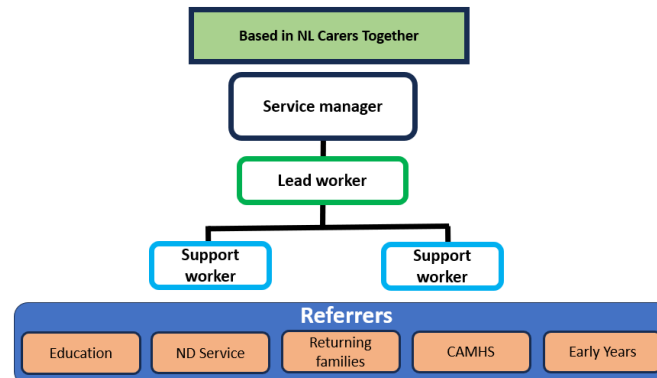 Based in NL Carers Together
Service manager
Lead worker
Support
worker
Support
worker
Referrers
Education
ND Service
Returning
families
CAMHS
Early Years